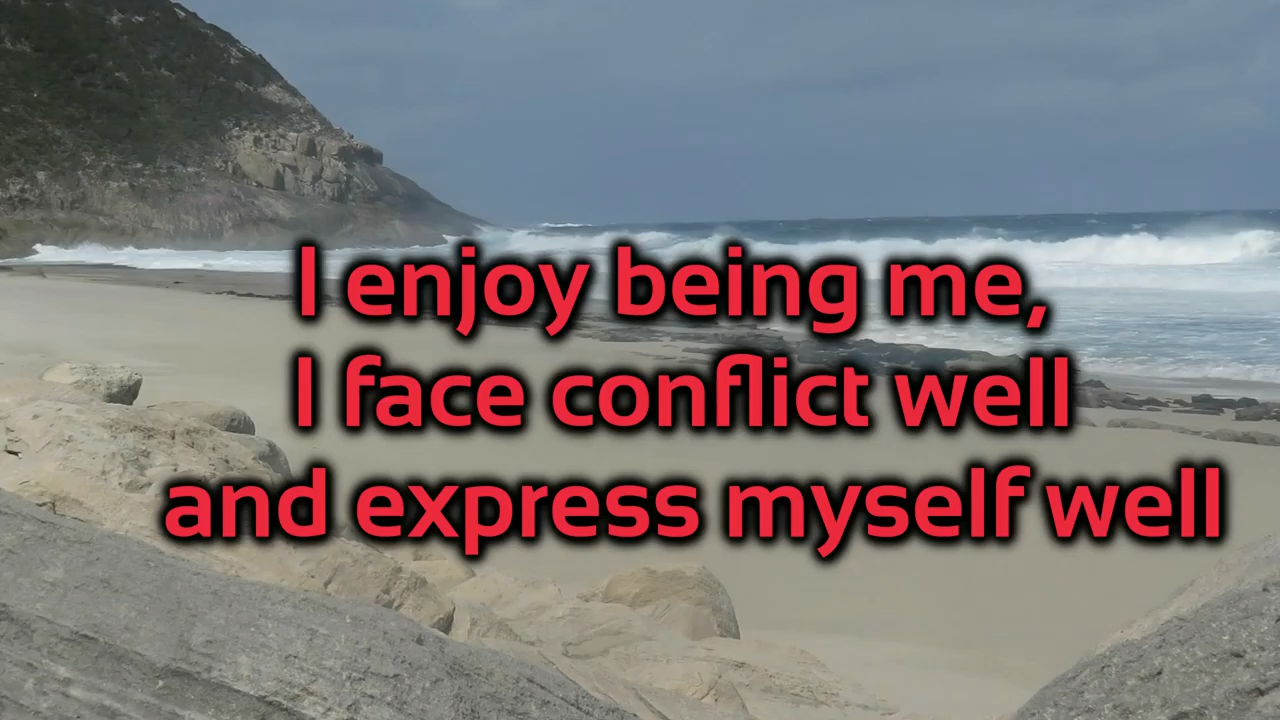 I enjoy being me,
I face conflict well
and express myself well